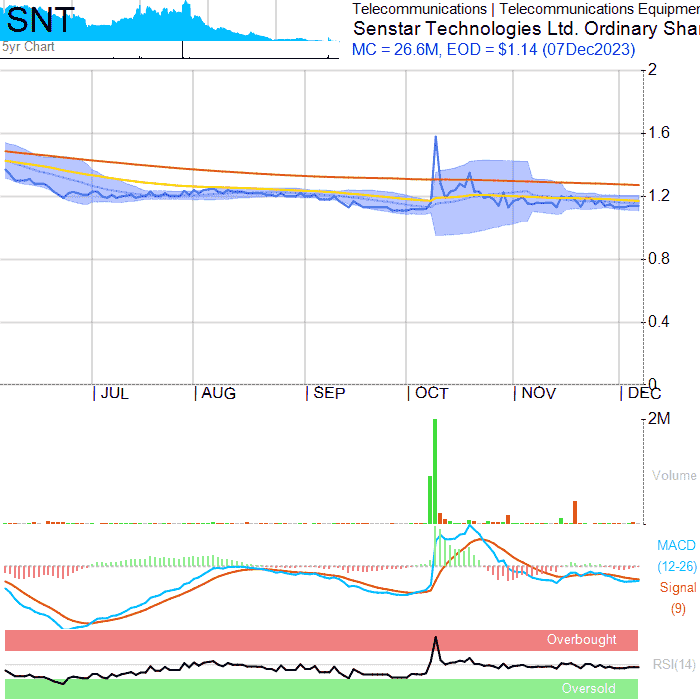 SNT
5yr Chart
Telecommunications | Telecommunications Equipmen
Senstar Technologies Ltd. Ordinary Shar
MC = 26.6M, EOD = $1.14 (07Dec2023)
2
1.6
1.2
0.8
0.4
0
JUL AUG SEP OCT NOV DEC
2M
Volume
MACD
(12-26)
Signal
(9)
Overbought
RSI(14)
Oversold